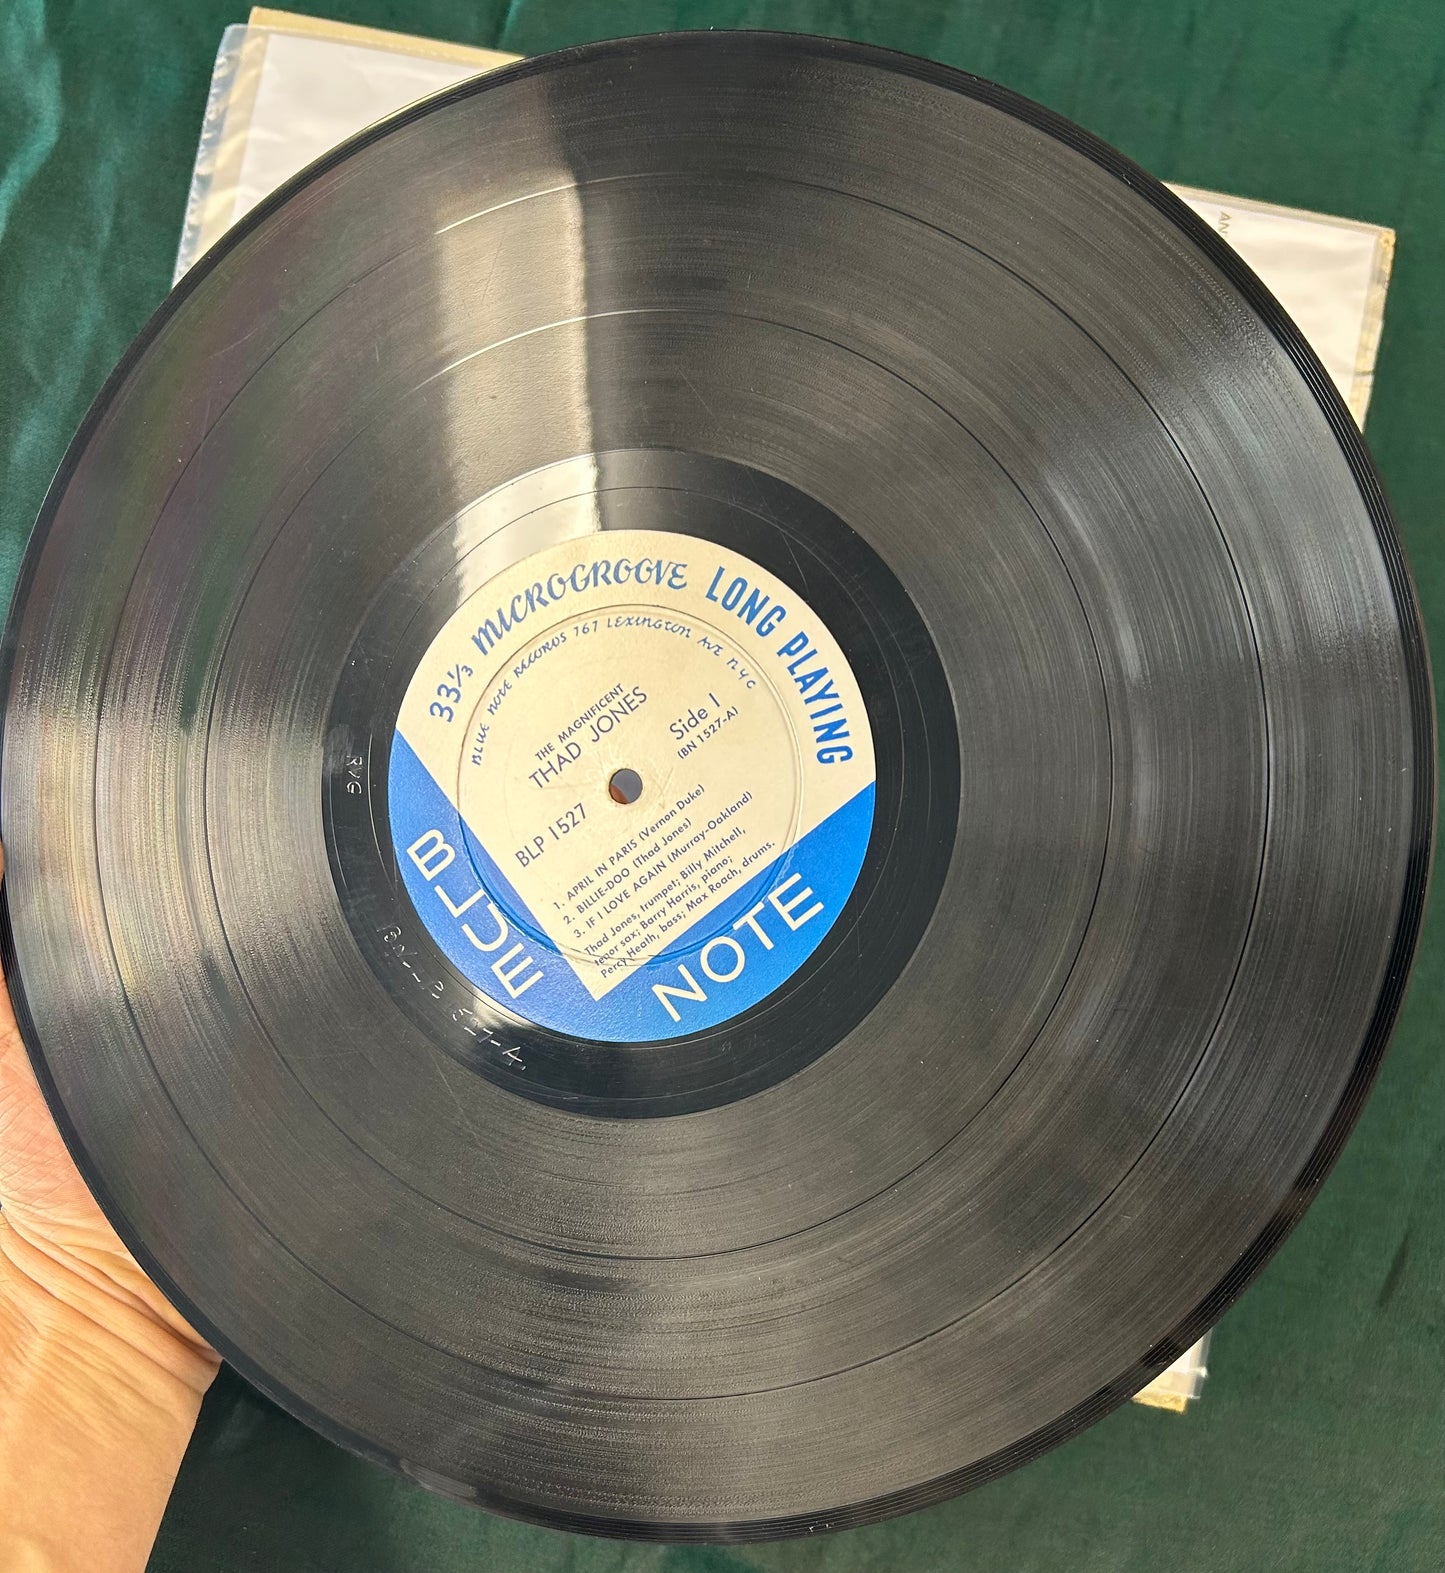 33⅓ MICROGROOVE LONG PLAYING
BLUE NOTE RECORDS 767 LEXINGTON AVE NYC
THE MAGNIFICENT
THAD JONES
Side 1
(BN 1527-A)
BLP 1527
1. APRIL IN PARIS (Vernon Duke)
2. BILLIE-DOO (Thad Jones)
3. IF I LOVE AGAIN (Murray-Oakland)
Thad Jones, trumpet; Billy Mitchell,
tenor sax; Barry Harris, piano;
Percy Heath, bass; Max Roach, drums.
BLUE
NOTE
RVG
AN